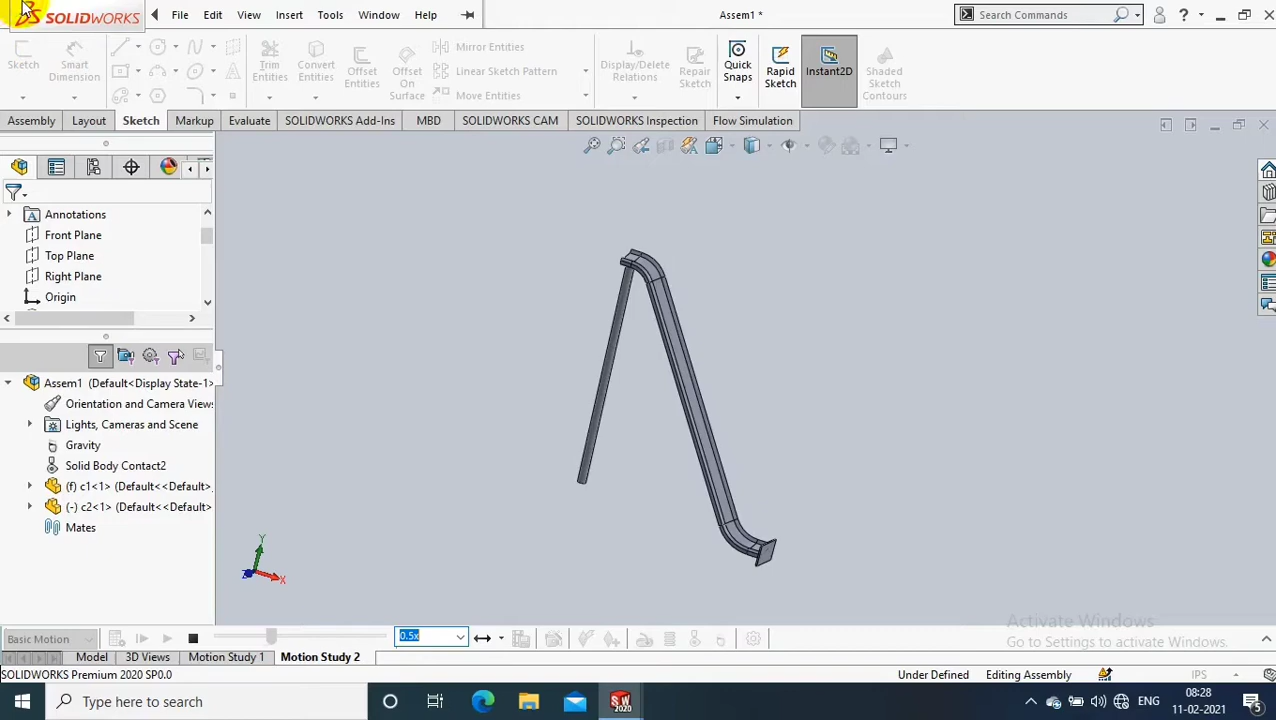 SOLIDWORKS File Edit View Insert Tools Window Help Assem1 * Search Commands ?
Sketch Smart Dimension Trim Entities Convert Entities Offset Entities Offset On Surface Mirror Entities Linear Sketch Pattern Move Entities Display/Delete Relations Repair Sketch Quick Snaps Rapid Sketch Instant2D Shaded Sketch Contours
Assembly Layout Sketch Markup Evaluate SOLIDWORKS Add-Ins MBD SOLIDWORKS CAM SOLIDWORKS Inspection Flow Simulation
Annotations
Front Plane
Top Plane
Right Plane
Origin
Assem1 (Default<Display State-1>
Orientation and Camera Views
Lights, Cameras and Scene
Gravity
Solid Body Contact2
(f) c1<1> (Default<<Default>
(-) c2<1> (Default<<Default>
Mates
Y
X
Z
Activate Windows
Go to Settings to activate Windows.
Basic Motion 0.5x
Model 3D Views Motion Study 1 Motion Study 2
SOLIDWORKS Premium 2020 SP0.0 Under Defined Editing Assembly IPS
Type here to search SW 2020 ENG 08:28
11-02-2021 5